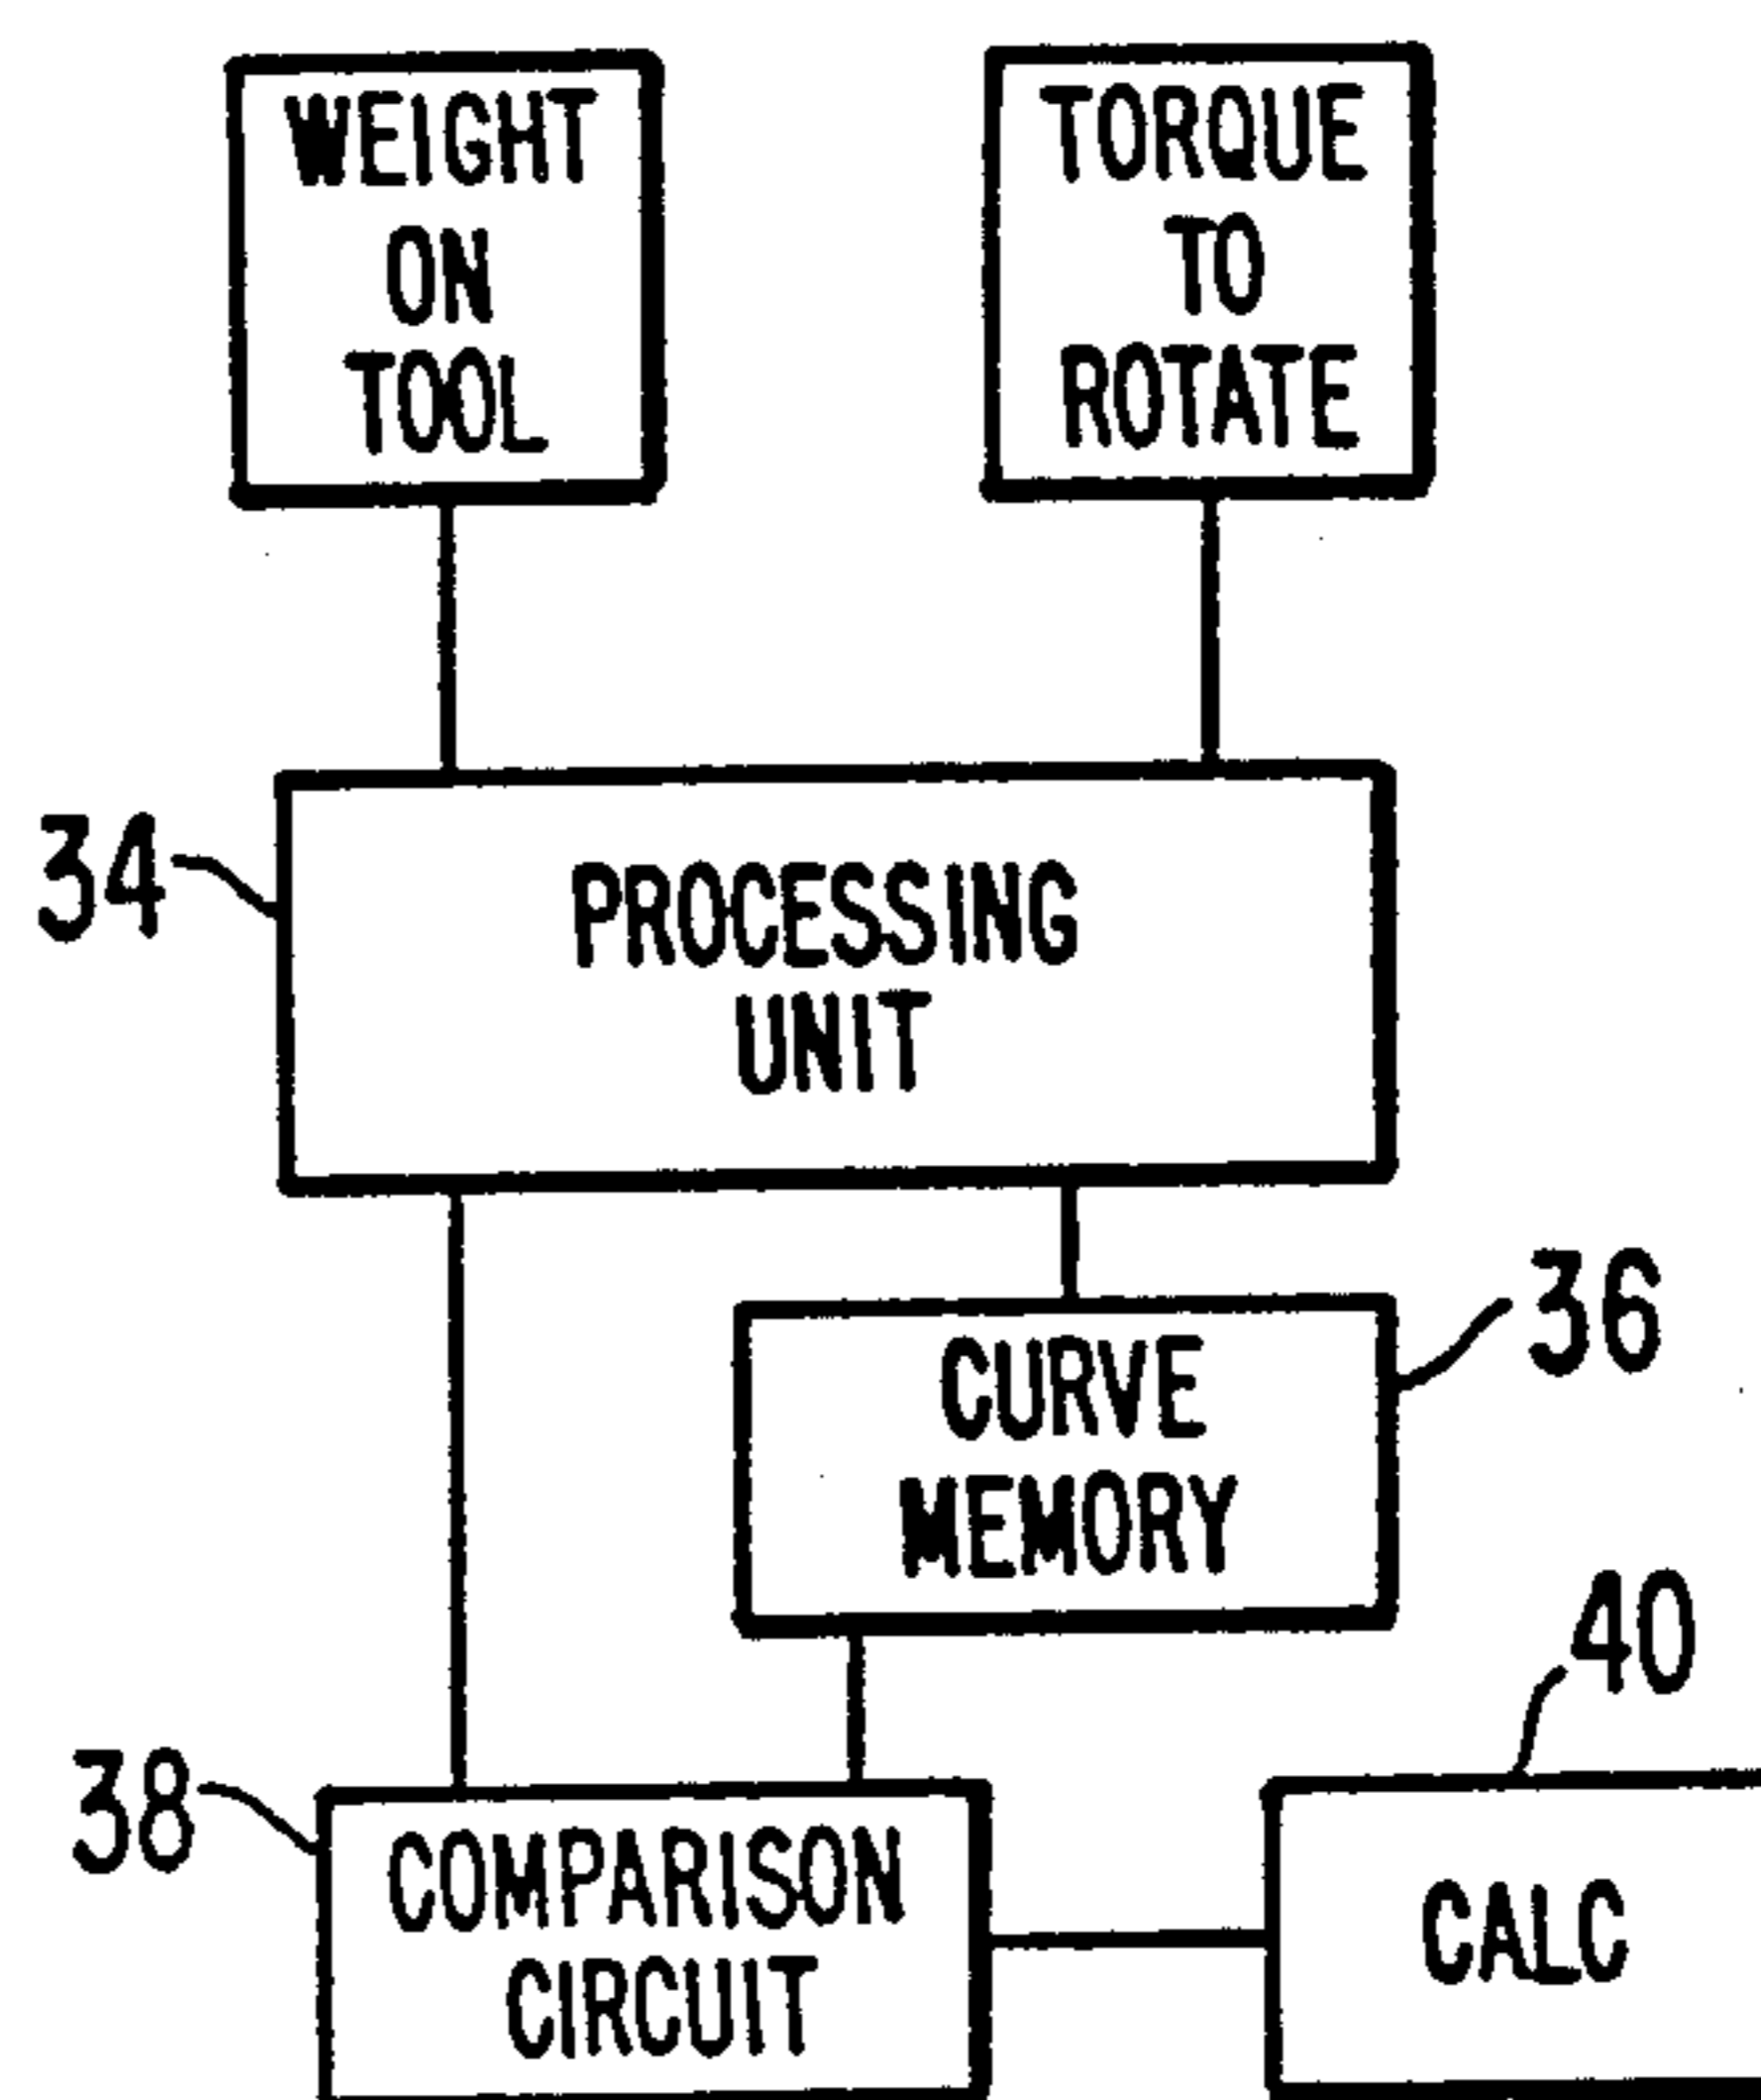 WEIGHT
ON
TOOL
TORQUE
TO
ROTATE
34
PROCESSING
UNIT
36
CURVE
MEMORY
40
38
COMPARISON
CIRCUIT
CALC